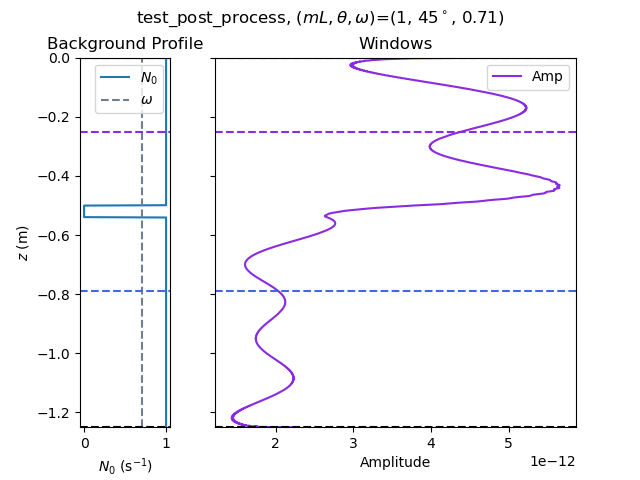 test_post_process, (mL, θ, ω)=(1, 45°, 0.71)
Background Profile
Windows
N₀
ω
Amp
0.0
−0.2
−0.4
−0.6
−0.8
−1.0
−1.2
z (m)
0 1
2 3 4 5
1e−12
N₀ (s⁻¹)
Amplitude